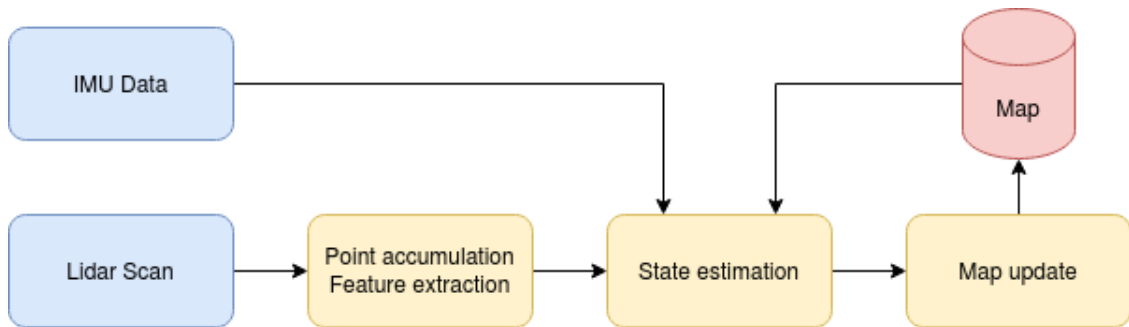 IMU Data
Map
Lidar Scan
Point accumulation
Feature extraction
State estimation
Map update